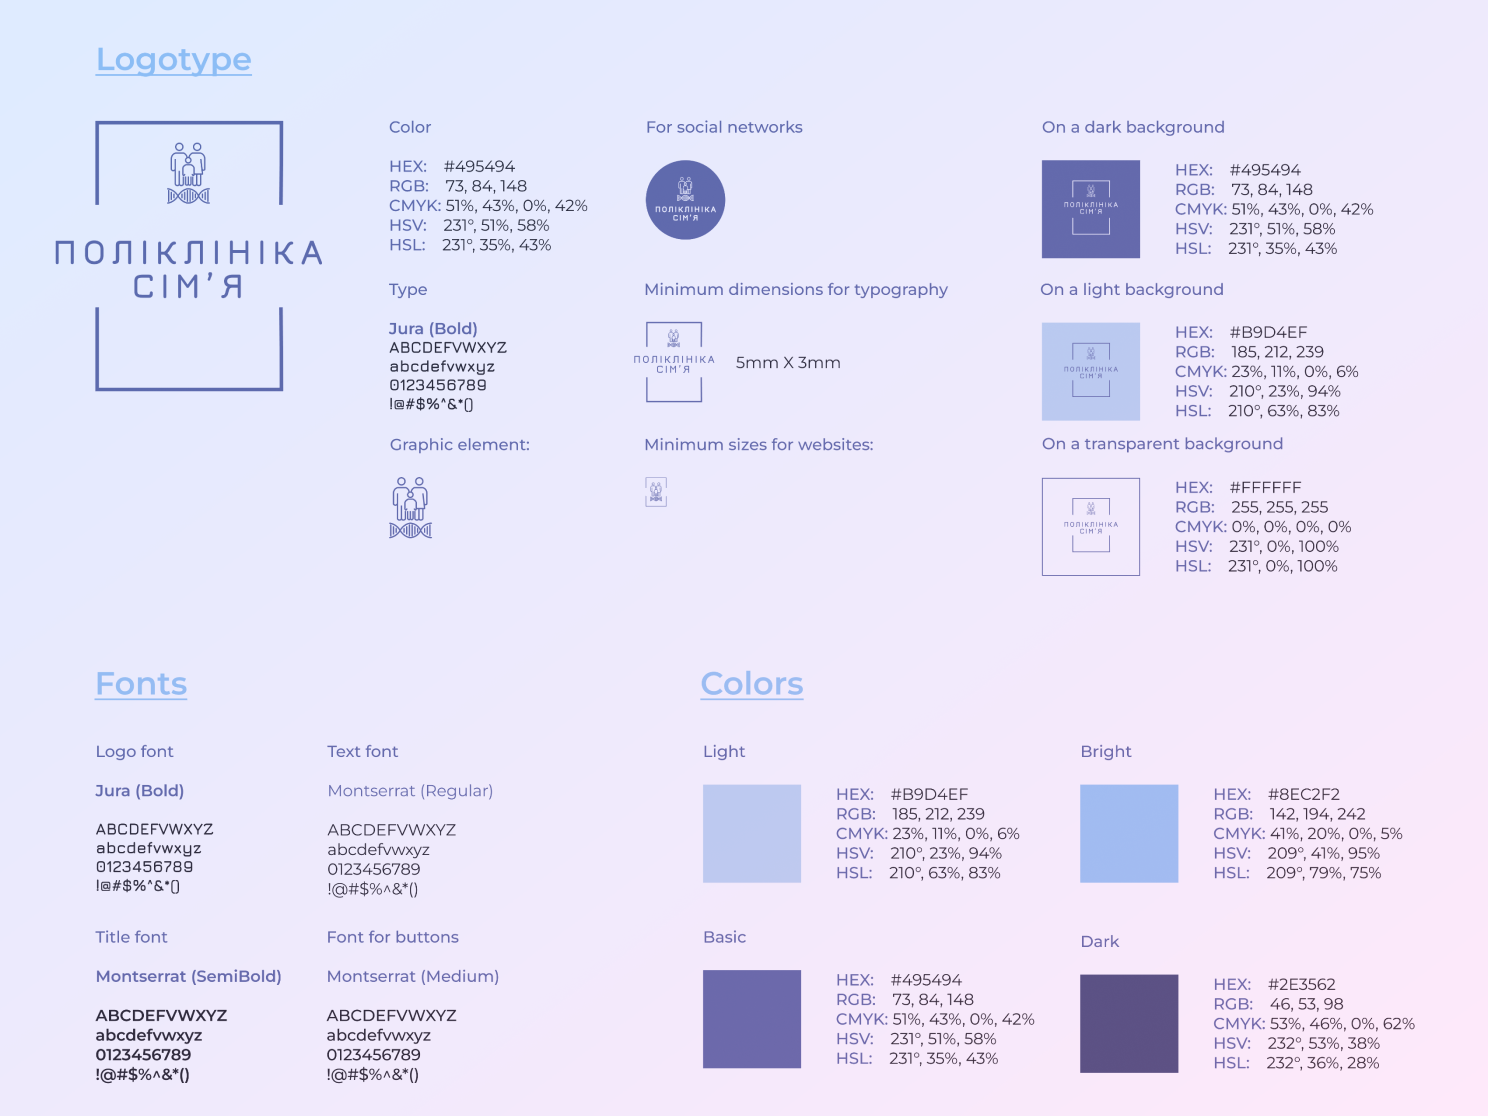 Logotype
ПОЛІКЛІНІКА
СІМ'Я
Color
HEX: #495494
RGB: 73, 84, 148
CMYK: 51%, 43%, 0%, 42%
HSV: 231°, 51%, 58%
HSL: 231°, 35%, 43%
Type
Jura (Bold)
ABCDEFVWXYZ
abcdefvwxyz
0123456789
!@#$%^&*()
Graphic element:
For social networks
ПОЛІКЛІНІКА
СІМ'Я
Minimum dimensions for typography
ПОЛІКЛІНІКА
СІМ'Я
5mm X 3mm
Minimum sizes for websites:
On a dark background
ПОЛІКЛІНІКА
СІМ'Я
HEX: #495494
RGB: 73, 84, 148
CMYK: 51%, 43%, 0%, 42%
HSV: 231°, 51%, 58%
HSL: 231°, 35%, 43%
On a light background
ПОЛІКЛІНІКА
СІМ'Я
HEX: #B9D4EF
RGB: 185, 212, 239
CMYK: 23%, 11%, 0%, 6%
HSV: 210°, 23%, 94%
HSL: 210°, 63%, 83%
On a transparent background
ПОЛІКЛІНІКА
СІМ'Я
HEX: #FFFFFF
RGB: 255, 255, 255
CMYK: 0%, 0%, 0%, 0%
HSV: 231°, 0%, 100%
HSL: 231°, 0%, 100%
Fonts
Logo font
Jura (Bold)
ABCDEFVWXYZ
abcdefvwxyz
0123456789
!@#$%^&*()
Text font
Montserrat (Regular)
ABCDEFVWXYZ
abcdefvwxyz
0123456789
!@#$%^&*()
Title font
Montserrat (SemiBold)
ABCDEFVWXYZ
abcdefvwxyz
0123456789
!@#$%^&*()
Font for buttons
Montserrat (Medium)
ABCDEFVWXYZ
abcdefvwxyz
0123456789
!@#$%^&*()
Colors
Light
HEX: #B9D4EF
RGB: 185, 212, 239
CMYK: 23%, 11%, 0%, 6%
HSV: 210°, 23%, 94%
HSL: 210°, 63%, 83%
Bright
HEX: #8EC2F2
RGB: 142, 194, 242
CMYK: 41%, 20%, 0%, 5%
HSV: 209°, 41%, 95%
HSL: 209°, 79%, 75%
Basic
HEX: #495494
RGB: 73, 84, 148
CMYK: 51%, 43%, 0%, 42%
HSV: 231°, 51%, 58%
HSL: 231°, 35%, 43%
Dark
HEX: #2E3562
RGB: 46, 53, 98
CMYK: 53%, 46%, 0%, 62%
HSV: 232°, 53%, 38%
HSL: 232°, 36%, 28%